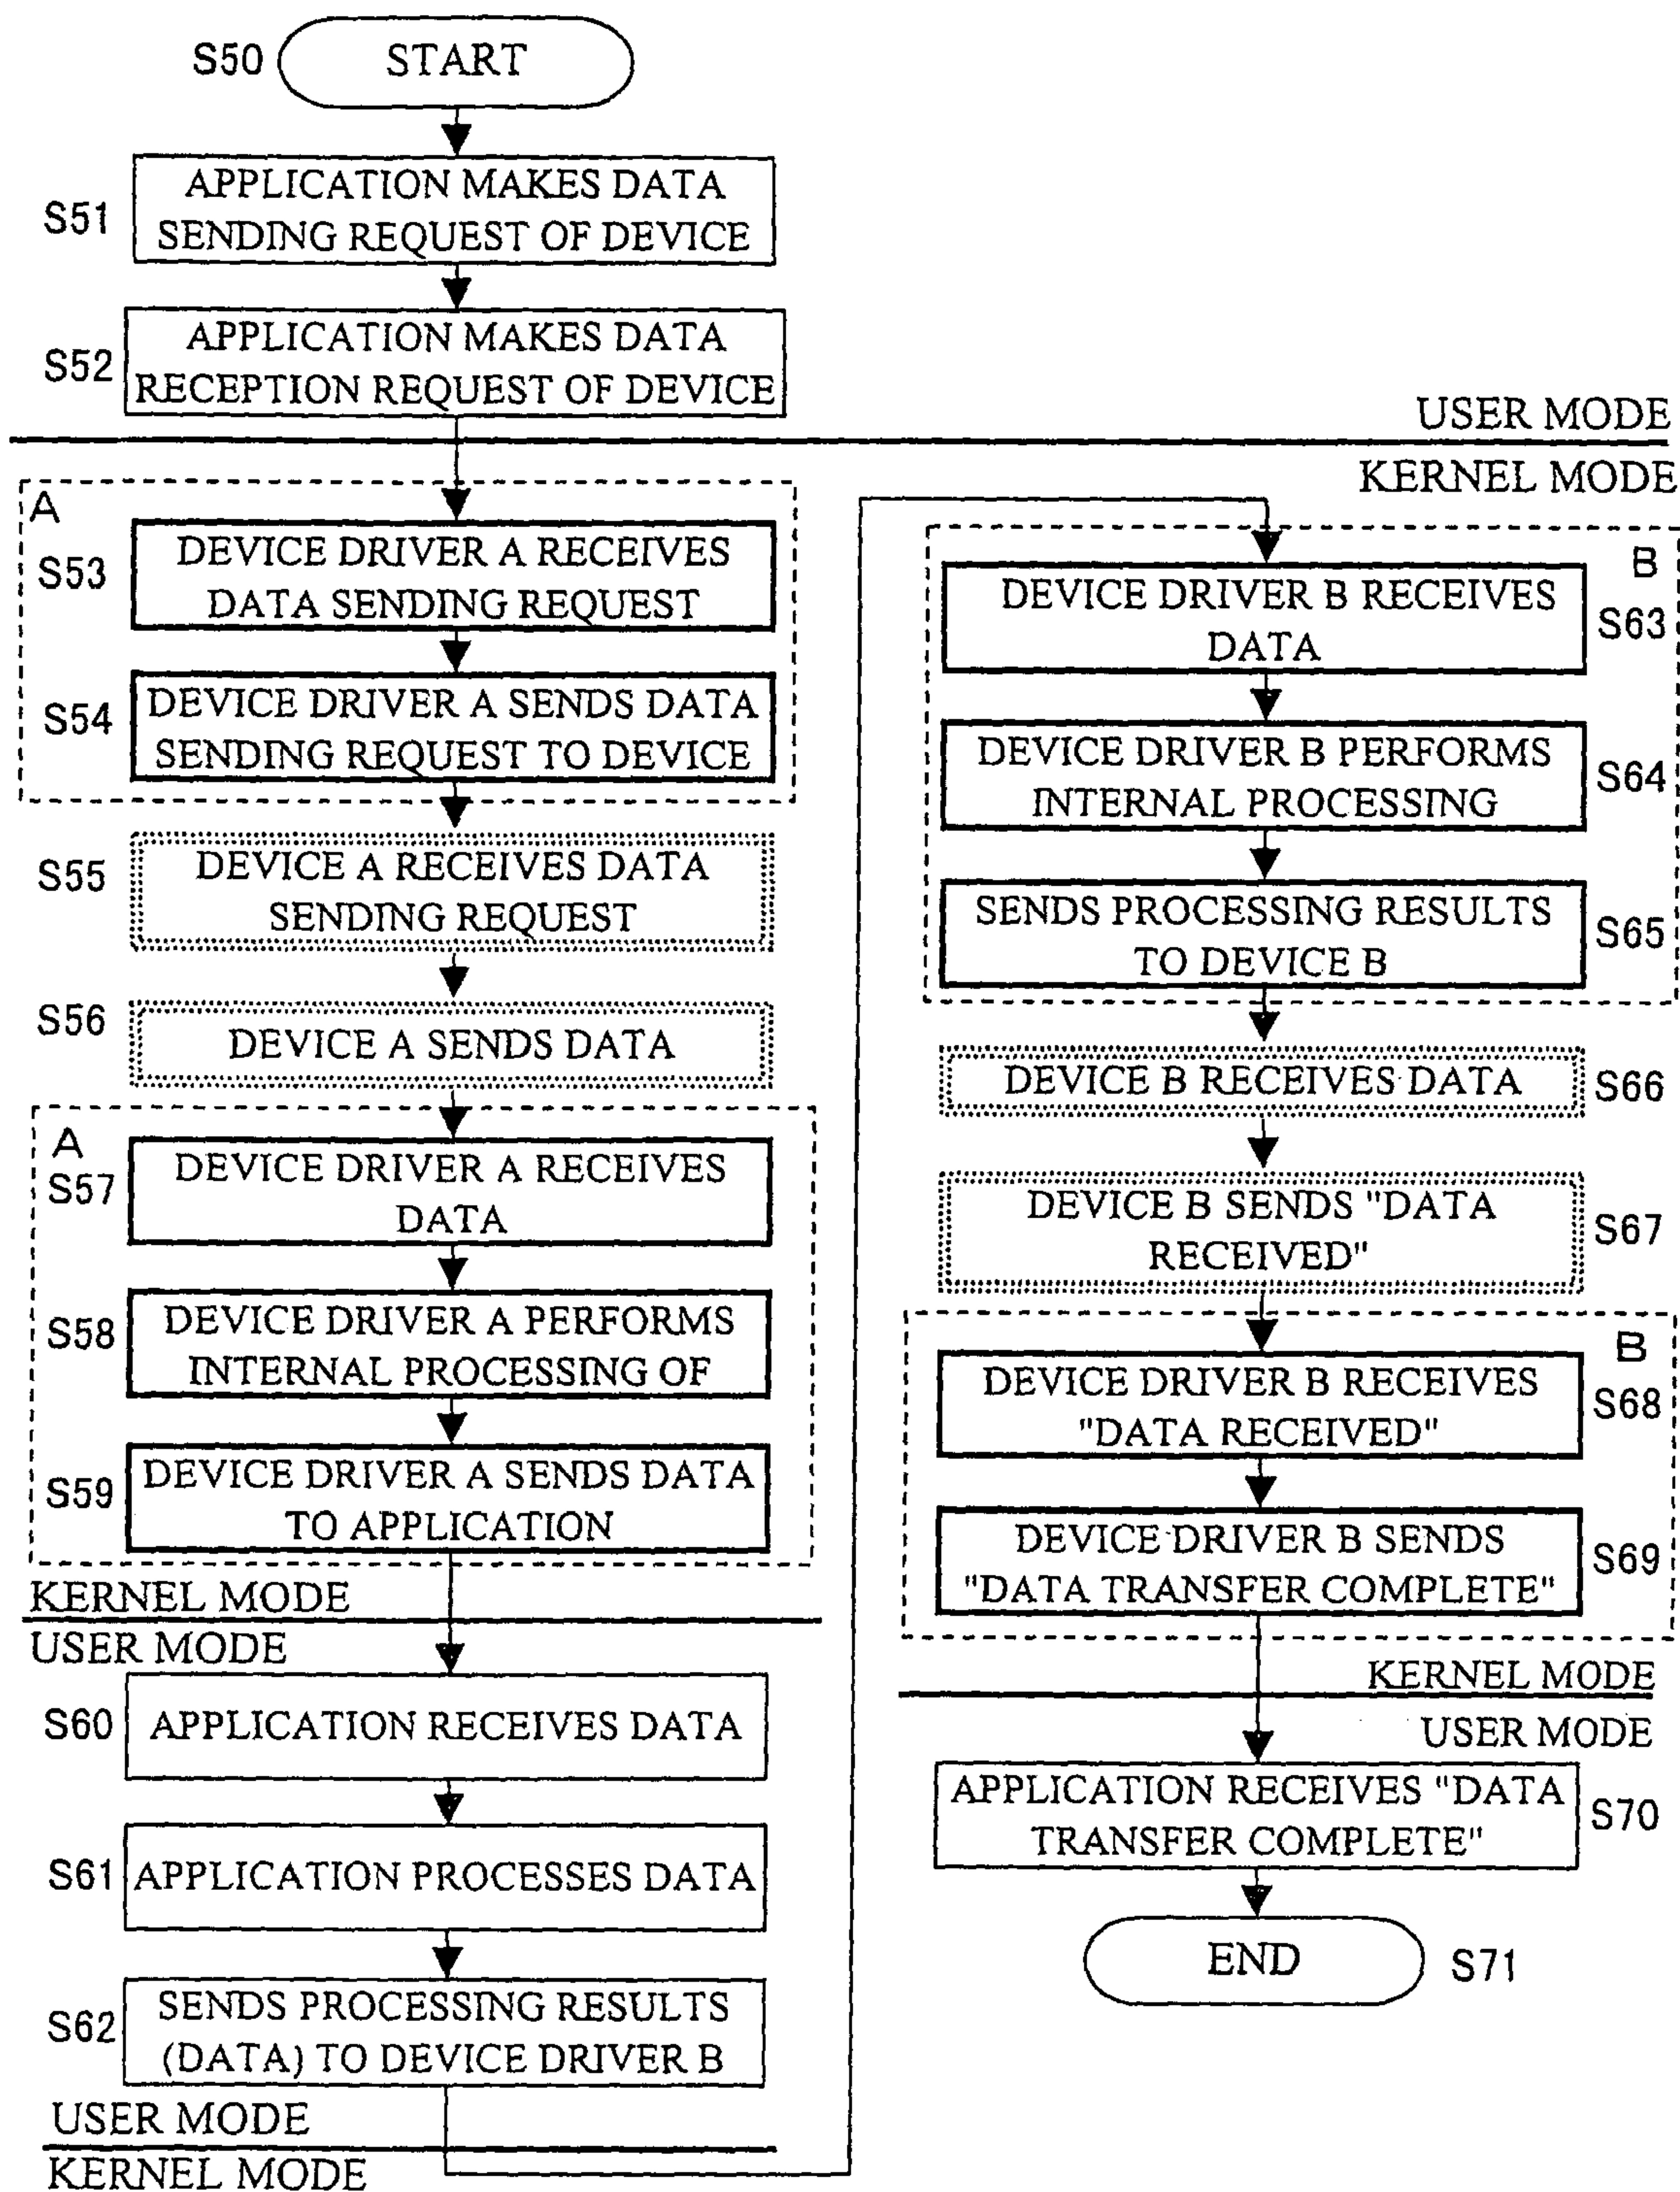 S50
START
S51
APPLICATION MAKES DATA
SENDING REQUEST OF DEVICE
S52
APPLICATION MAKES DATA
RECEPTION REQUEST OF DEVICE
USER MODE
KERNEL MODE
A
S53
DEVICE DRIVER A RECEIVES
DATA SENDING REQUEST
S54
DEVICE DRIVER A SENDS DATA
SENDING REQUEST TO DEVICE
S55
DEVICE A RECEIVES DATA
SENDING REQUEST
S56
DEVICE A SENDS DATA
A
S57
DEVICE DRIVER A RECEIVES
DATA
S58
DEVICE DRIVER A PERFORMS
INTERNAL PROCESSING OF
S59
DEVICE DRIVER A SENDS DATA
TO APPLICATION
KERNEL MODE
USER MODE
S60
APPLICATION RECEIVES DATA
S61
APPLICATION PROCESSES DATA
S62
SENDS PROCESSING RESULTS
(DATA) TO DEVICE DRIVER B
USER MODE
KERNEL MODE
B
DEVICE DRIVER B RECEIVES
DATA
S63
DEVICE DRIVER B PERFORMS
INTERNAL PROCESSING
S64
SENDS PROCESSING RESULTS
TO DEVICE B
S65
DEVICE B RECEIVES DATA
S66
DEVICE B SENDS "DATA
RECEIVED"
S67
B
DEVICE DRIVER B RECEIVES
"DATA RECEIVED"
S68
DEVICE DRIVER B SENDS
"DATA TRANSFER COMPLETE"
S69
KERNEL MODE
USER MODE
APPLICATION RECEIVES "DATA
TRANSFER COMPLETE"
S70
END
S71